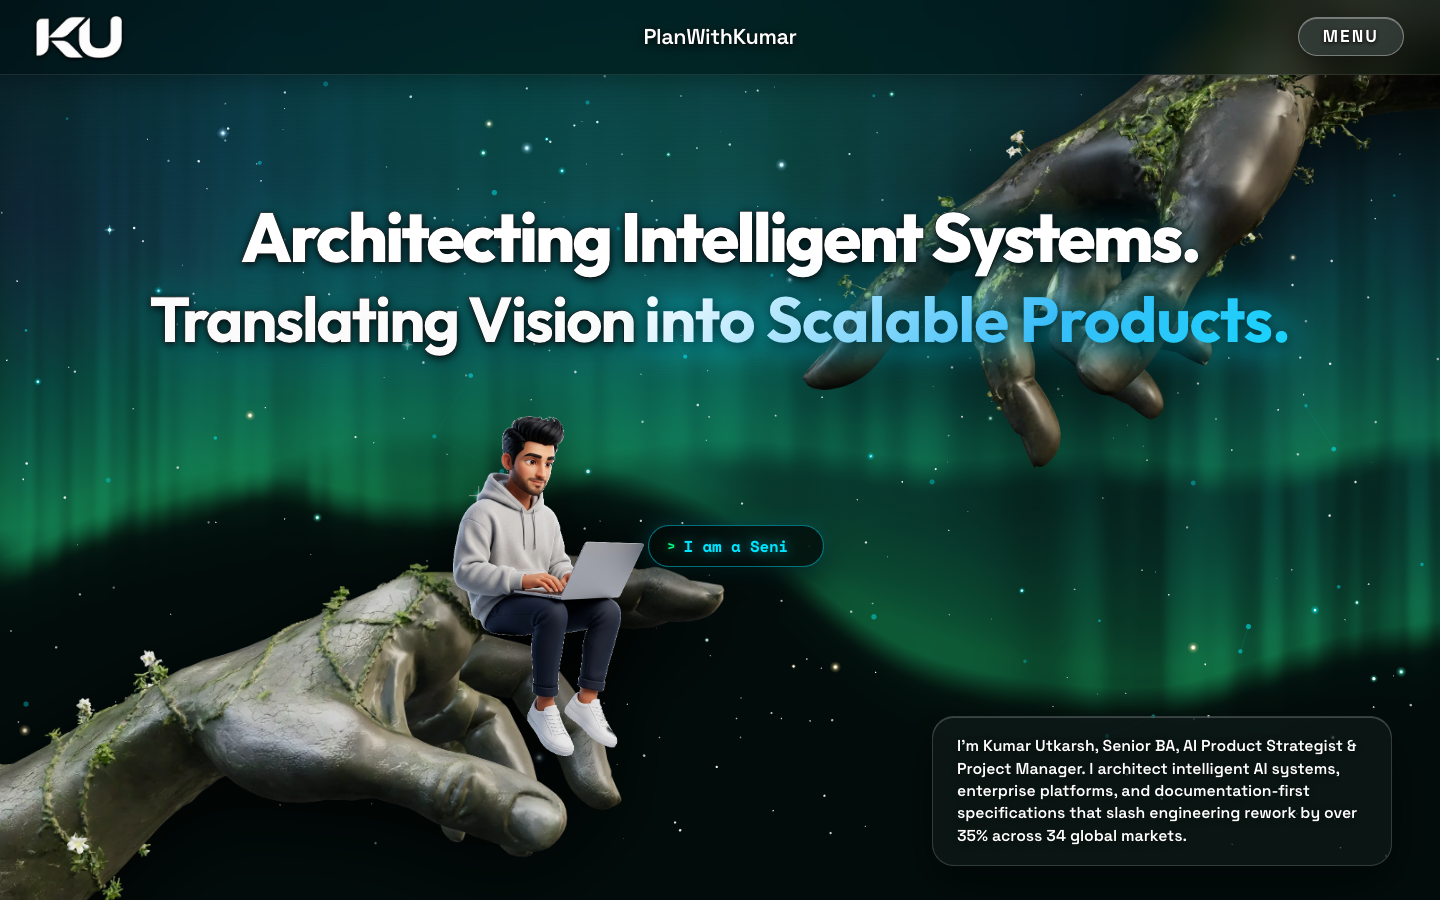 KU
PlanWithKumar
MENU
Architecting Intelligent Systems.
Translating Vision into Scalable Products.
> I am a Seni
I'm Kumar Utkarsh, Senior BA, AI Product Strategist &
Project Manager. I architect intelligent AI systems,
enterprise platforms, and documentation-first
specifications that slash engineering rework by over
35% across 34 global markets.